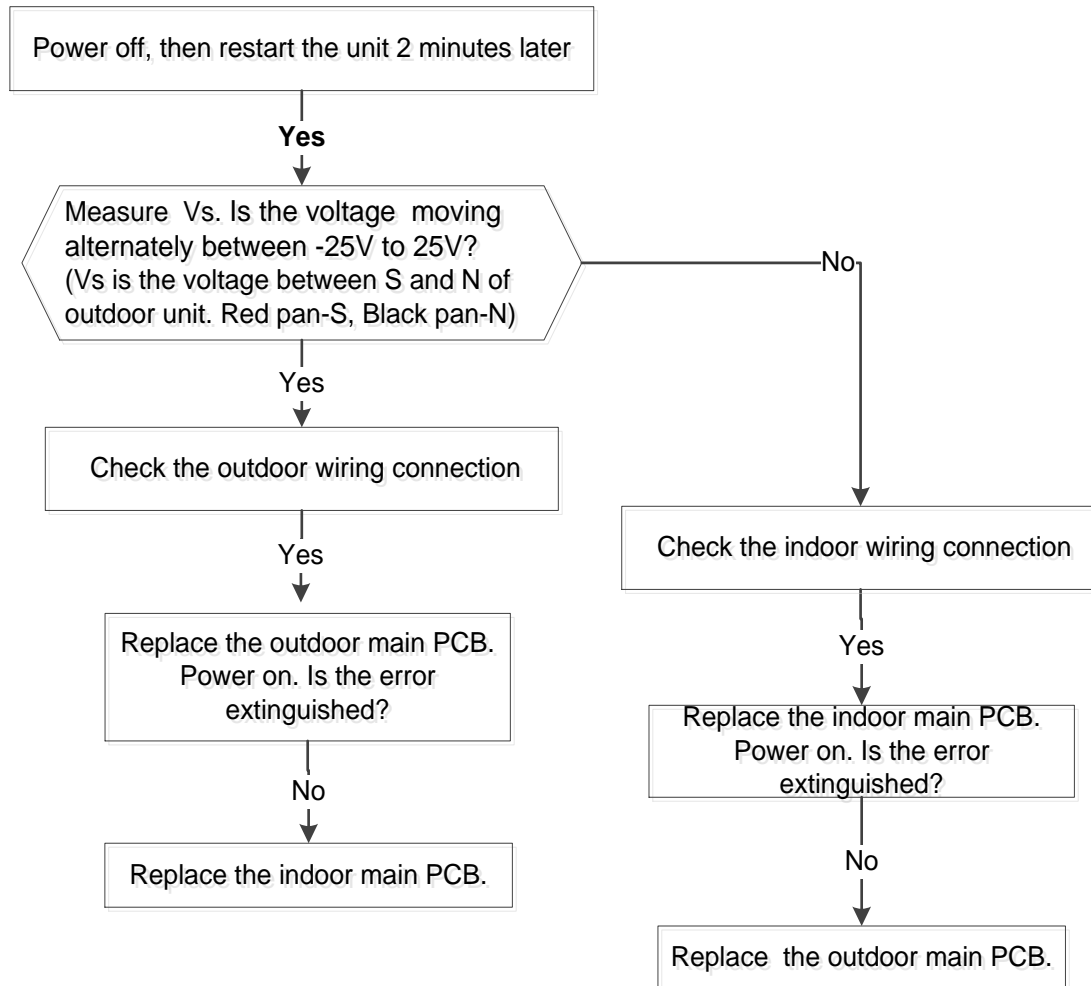 Power off, then restart the unit 2 minutes later
Yes
Measure Vs. Is the voltage moving
alternately between -25V to 25V?
(Vs is the voltage between S and N of
outdoor unit. Red pan-S, Black pan-N)
No
Yes
Check the outdoor wiring connection
Yes
Replace the outdoor main PCB.
Power on. Is the error
extinguished?
No
Replace the indoor main PCB.
Check the indoor wiring connection
Yes
Replace the indoor main PCB.
Power on. Is the error
extinguished?
No
Replace the outdoor main PCB.